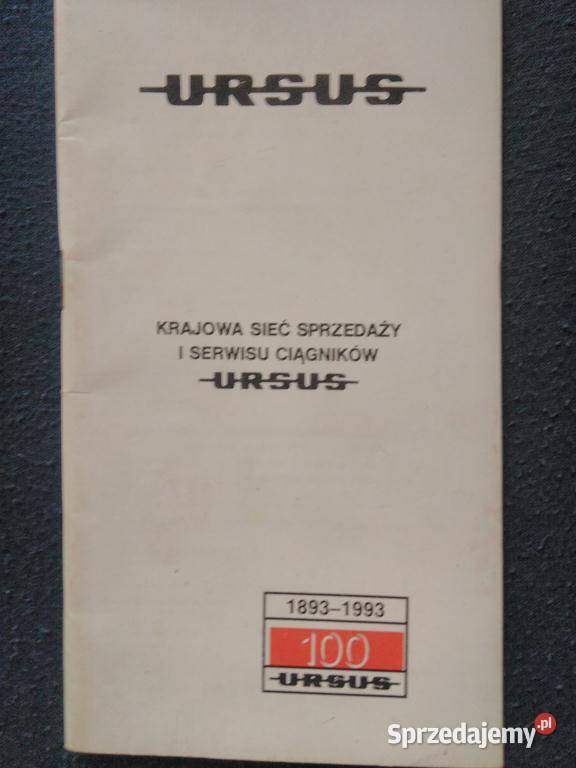 URSUS
KRAJOWA SIEĆ SPRZEDAŻY
I SERWISU CIĄGNIKÓW
URSUS
1893-1993
100
URSUS
Sprzedajemy.pl